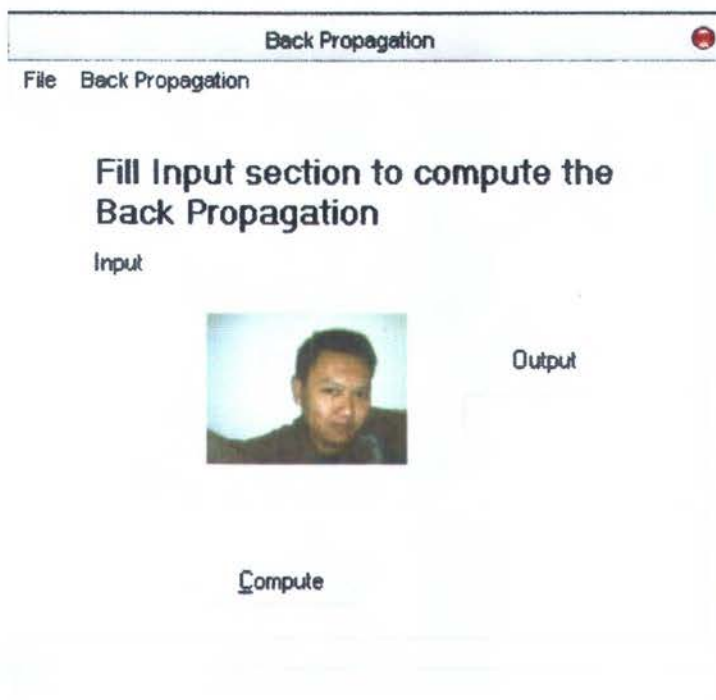 Back Propagation
File Back Propagation
Fill Input section to compute the
Back Propagation
Input
Output
Compute